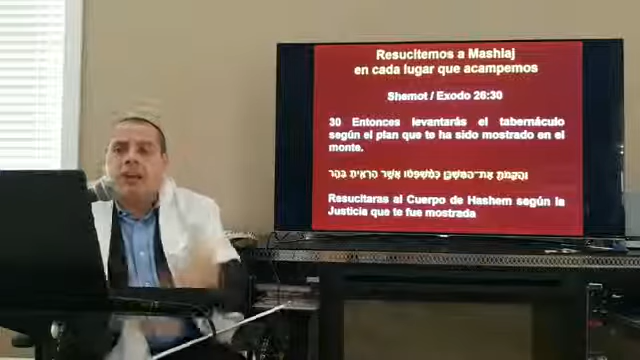 Resucitemos a Mashiaj
en cada lugar que acampemos
Shemot / Exodo 26:30
30 Entonces levantarás el tabernáculo
según el plan que te ha sido mostrado en el
monte.
וַהֲקֵמֹתָ אֶת־הַמִּשְׁכָּן כְּמִשְׁפָּטוֹ אֲשֶׁר הָרְאֵיתָ בָּהָר
Resucitaras al Cuerpo de Hashem según la
Justicia que te fue mostrada